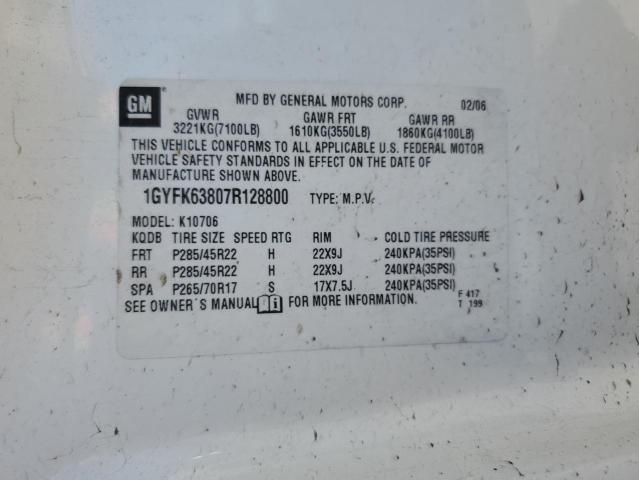 GM
MFD BY GENERAL MOTORS CORP. 02/06
GVWR GAWR FRT GAWR RR
3221KG(7100LB) 1610KG(3550LB) 1860KG(4100LB)
THIS VEHICLE CONFORMS TO ALL APPLICABLE U.S. FEDERAL MOTOR
VEHICLE SAFETY STANDARDS IN EFFECT ON THE DATE OF
MANUFACTURE SHOWN ABOVE.
1GYFK63807R128800 TYPE: M.P.V.
MODEL: K10706
KQDB TIRE SIZE SPEED RTG RIM COLD TIRE PRESSURE
FRT P285/45R22 H 22X9J 240KPA(35PSI)
RR P285/45R22 H 22X9J 240KPA(35PSI)
SPA P265/70R17 S 17X7.5J 240KPA(35PSI)
SEE OWNER'S MANUAL FOR MORE INFORMATION.
F 417
T 199